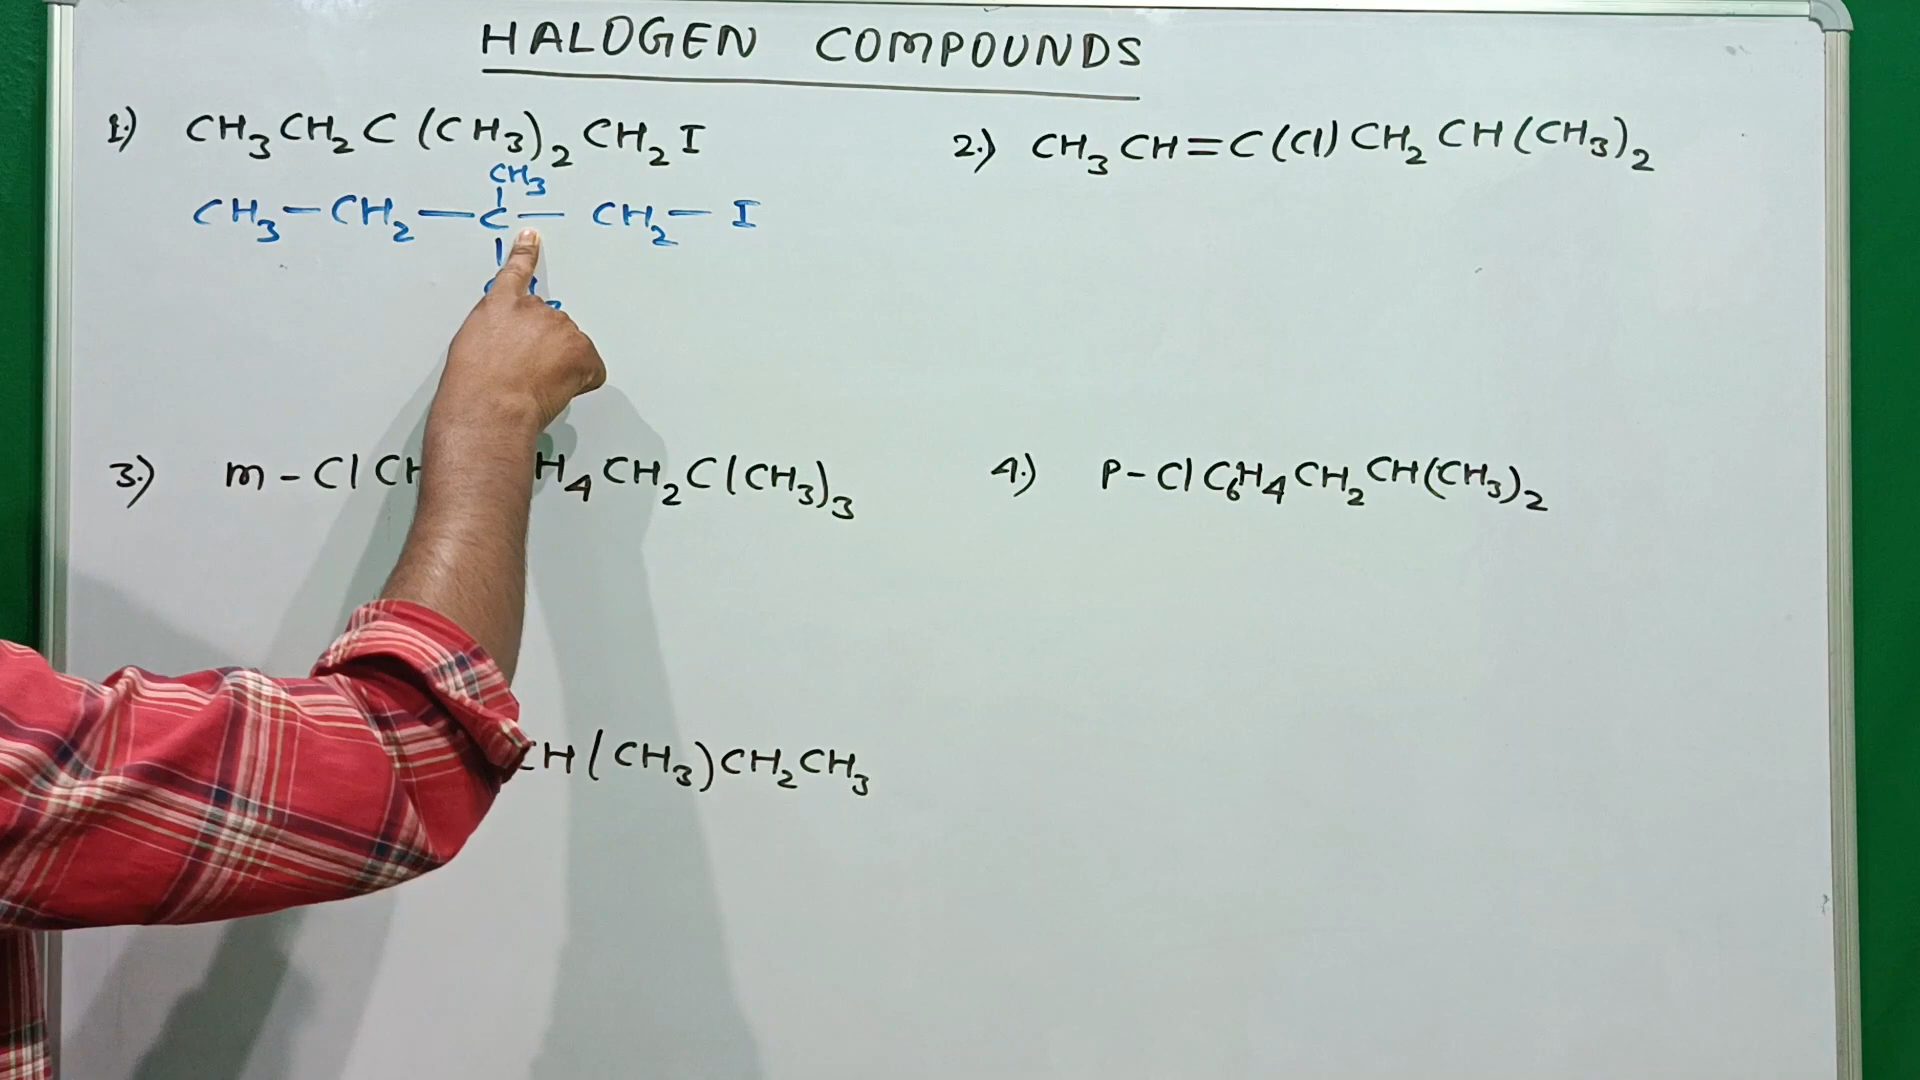 HALOGEN COMPOUNDS
1.) CH₃CH₂C(CH₃)₂CH₂I
CH₃
CH₃—CH₂—C—CH₂—I
2.) CH₃CH=C(Cl)CH₂CH(CH₃)₂
3.) m-ClCH H₄CH₂C(CH₃)₃
4.) P-ClC₆H₄CH₂CH(CH₃)₂
CH(CH₃)CH₂CH₃